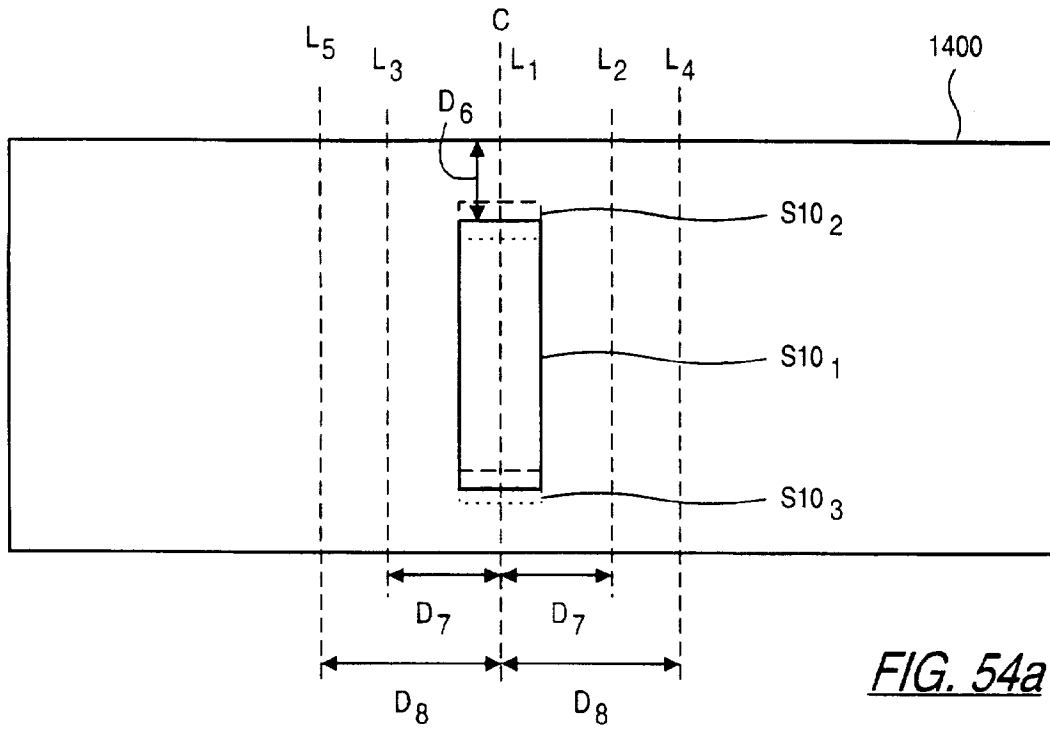 C
L5 L3 L1 L2 L4 1400
D6
S10 2
S10 1
S10 3
D7 D7
D8 D8
FIG. 54a